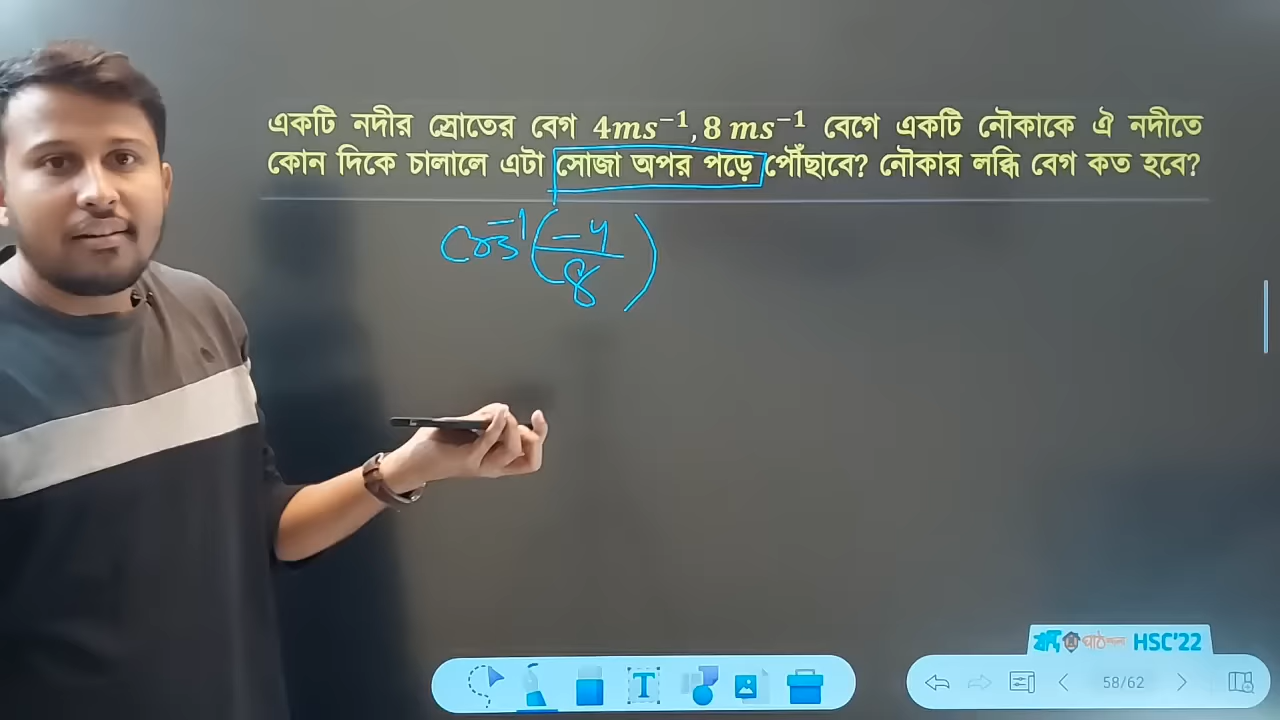 একটি নদীর স্রোতের বেগ 4ms⁻¹, 8 ms⁻¹ বেগে একটি নৌকাকে ঐ নদীতে
কোন দিকে চালালে এটা সোজা অপর পড়ে পৌঁছাবে? নৌকার লব্ধি বেগ কত হবে?
cos⁻¹(-4/8)
HSC'22
T
58/62